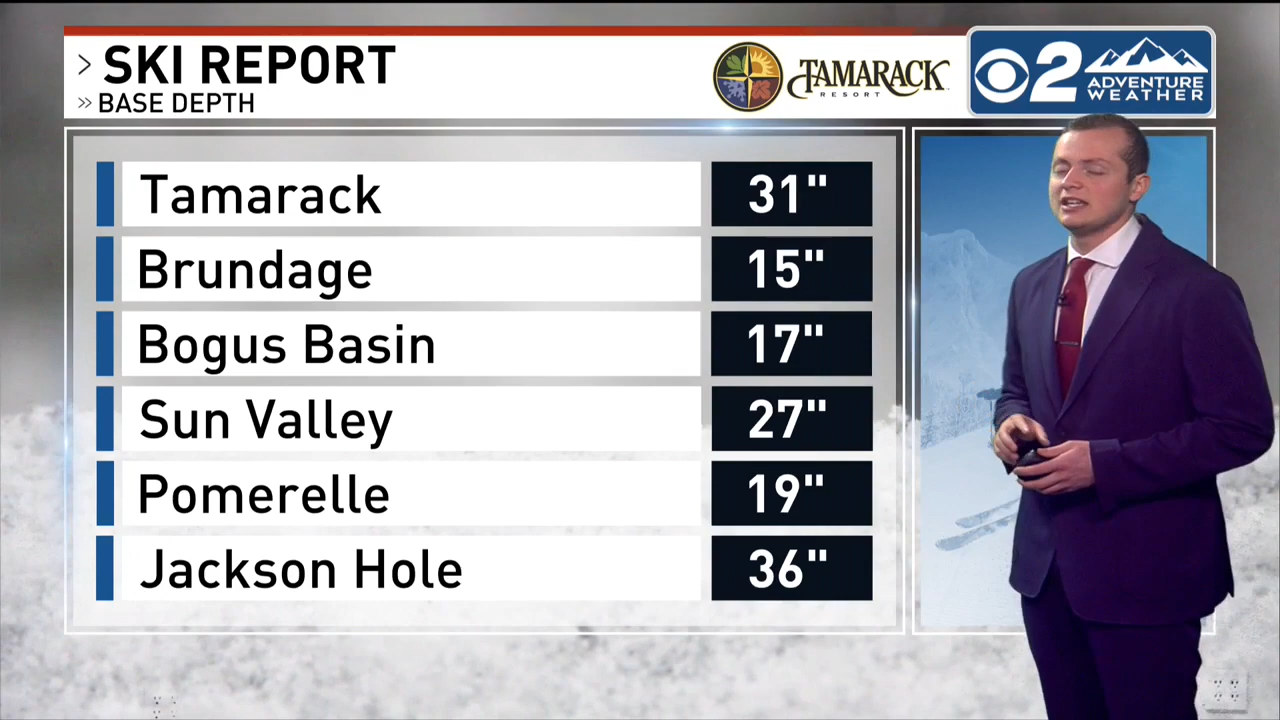 > SKI REPORT
» BASE DEPTH
TAMARACK
RESORT
2
ADVENTURE
WEATHER
Tamarack 31"
Brundage 15"
Bogus Basin 17"
Sun Valley 27"
Pomerelle 19"
Jackson Hole 36"